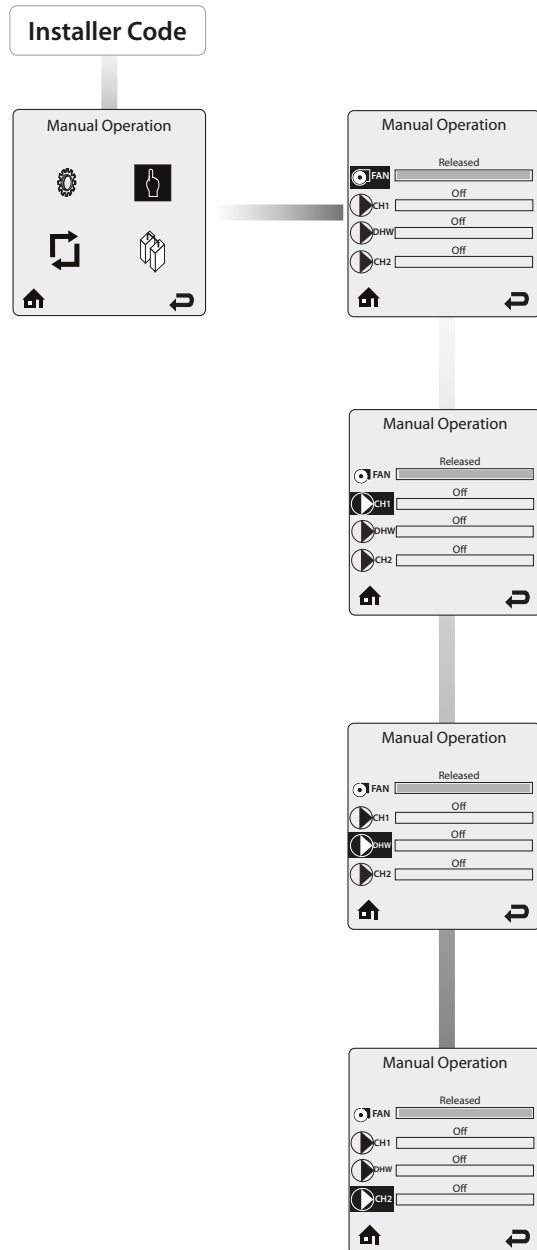 Installer Code
Manual Operation
Manual Operation
Released
FAN
Off
CH1
Off
DHW
Off
CH2
Manual Operation
Released
FAN
Off
CH1
Off
DHW
Off
CH2
Manual Operation
Released
FAN
Off
CH1
Off
DHW
Off
CH2
Manual Operation
Released
FAN
Off
CH1
Off
DHW
Off
CH2